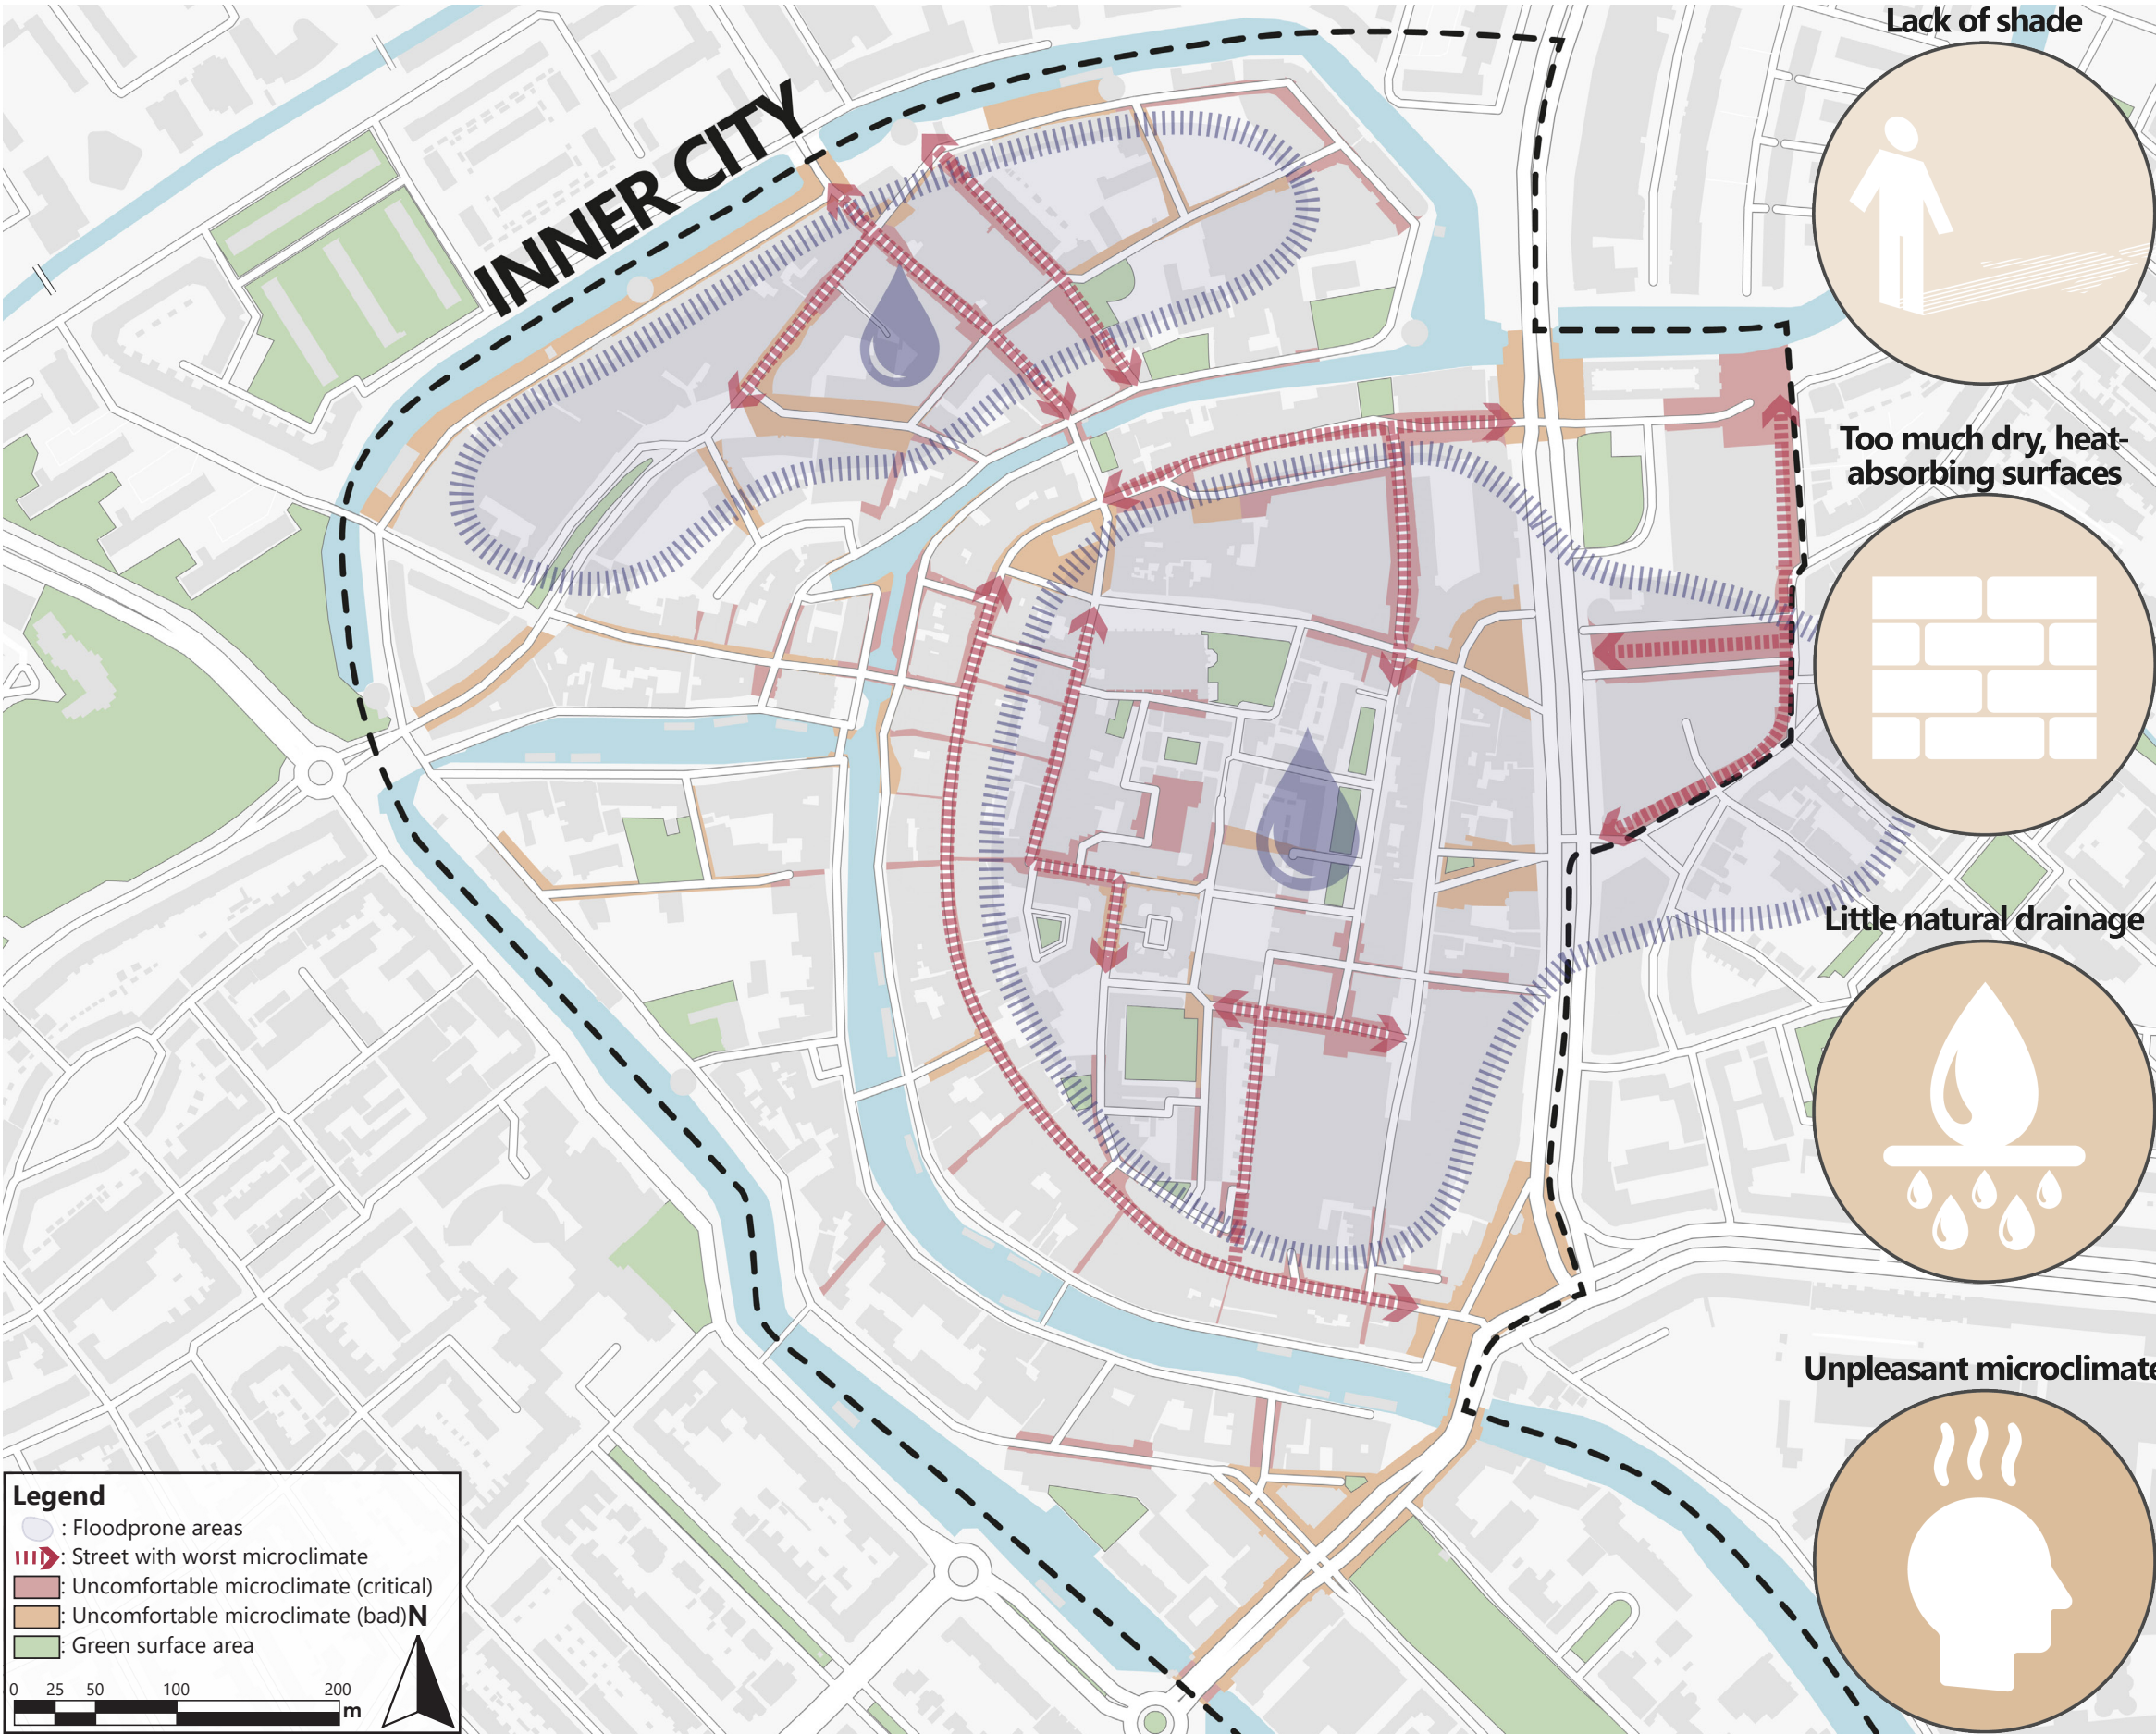 Lack of shade
INNER CITY
Too much dry, heat-
absorbing surfaces
Little natural drainage
Unpleasant microclimate
Legend
: Floodprone areas
: Street with worst microclimate
: Uncomfortable microclimate (critical)
: Uncomfortable microclimate (bad)
N
: Green surface area
0 25 50 100 200
m